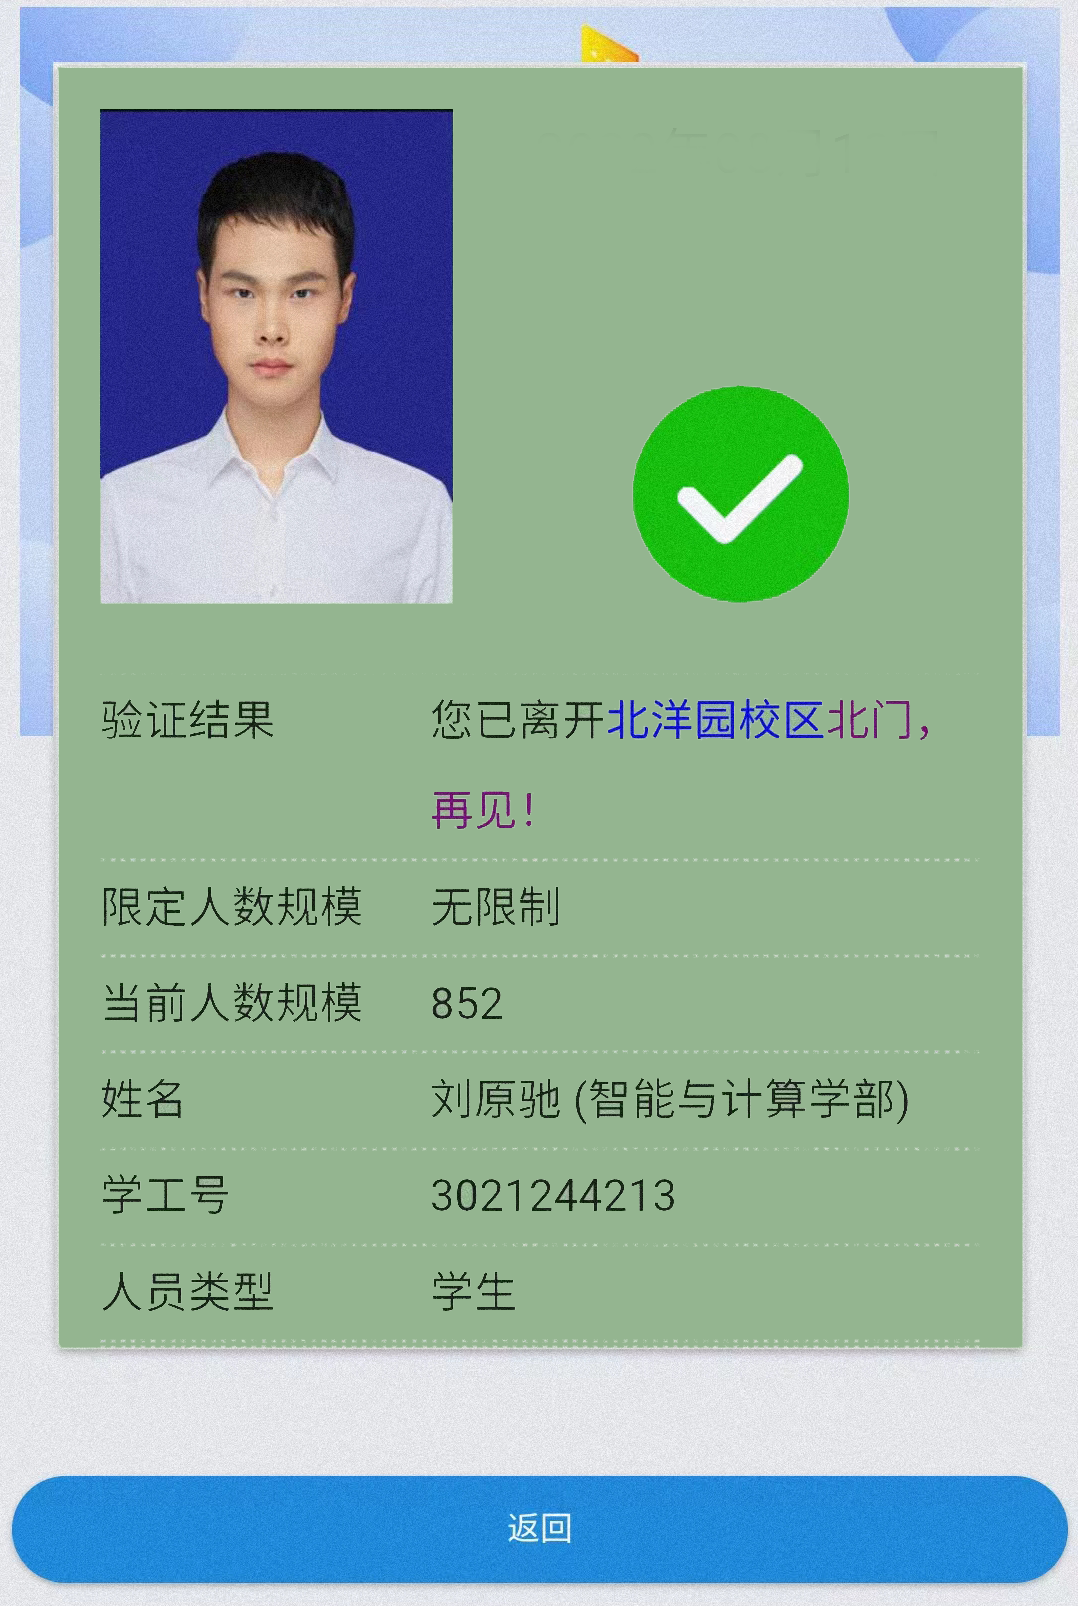 验证结果 您已离开北洋园校区北门，
再见！
限定人数规模 无限制
当前人数规模 852
姓名 刘原驰 (智能与计算学部)
学工号 3021244213
人员类型 学生
返回